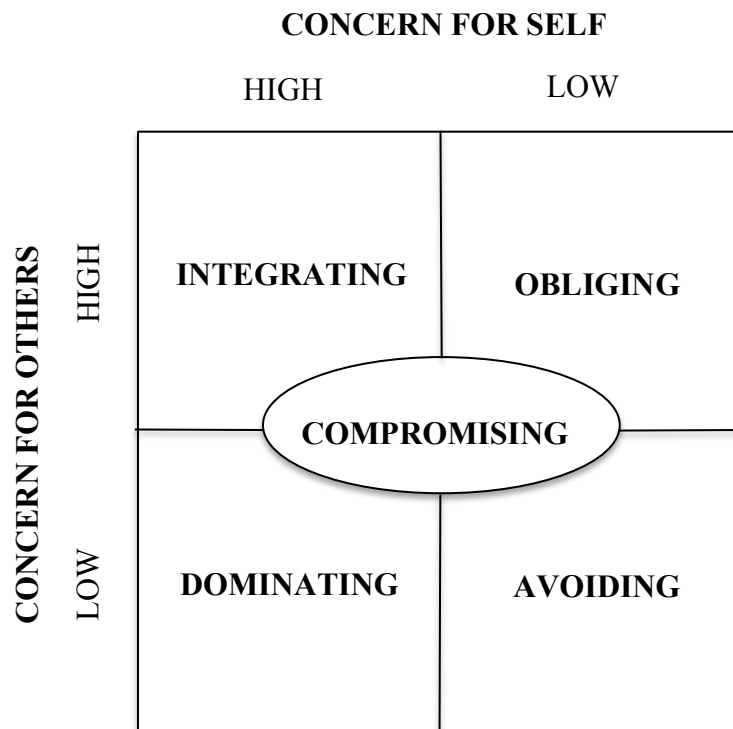 CONCERN FOR SELF
HIGH
LOW
CONCERN FOR OTHERS
HIGH
INTEGRATING
OBLIGING
COMPROMISING
LOW
DOMINATING
AVOIDING